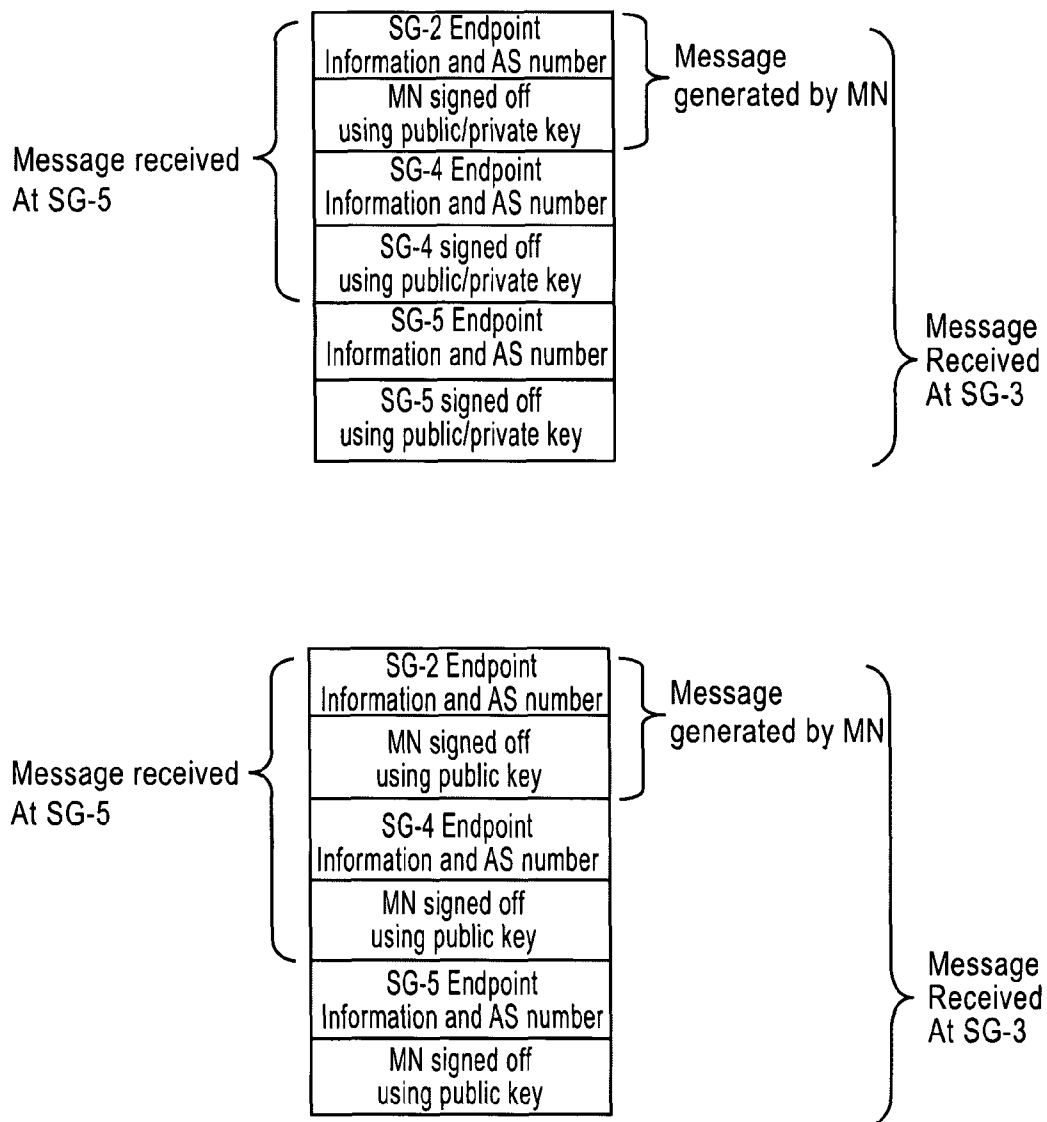 SG-2 Endpoint
Information and AS number
MN signed off
using public/private key
SG-4 Endpoint
Information and AS number
SG-4 signed off
using public/private key
SG-5 Endpoint
Information and AS number
SG-5 signed off
using public/private key
Message
generated by MN
Message received
At SG-5
Message
Received
At SG-3
SG-2 Endpoint
Information and AS number
MN signed off
using public key
SG-4 Endpoint
Information and AS number
MN signed off
using public key
SG-5 Endpoint
Information and AS number
MN signed off
using public key
Message
generated by MN
Message received
At SG-5
Message
Received
At SG-3